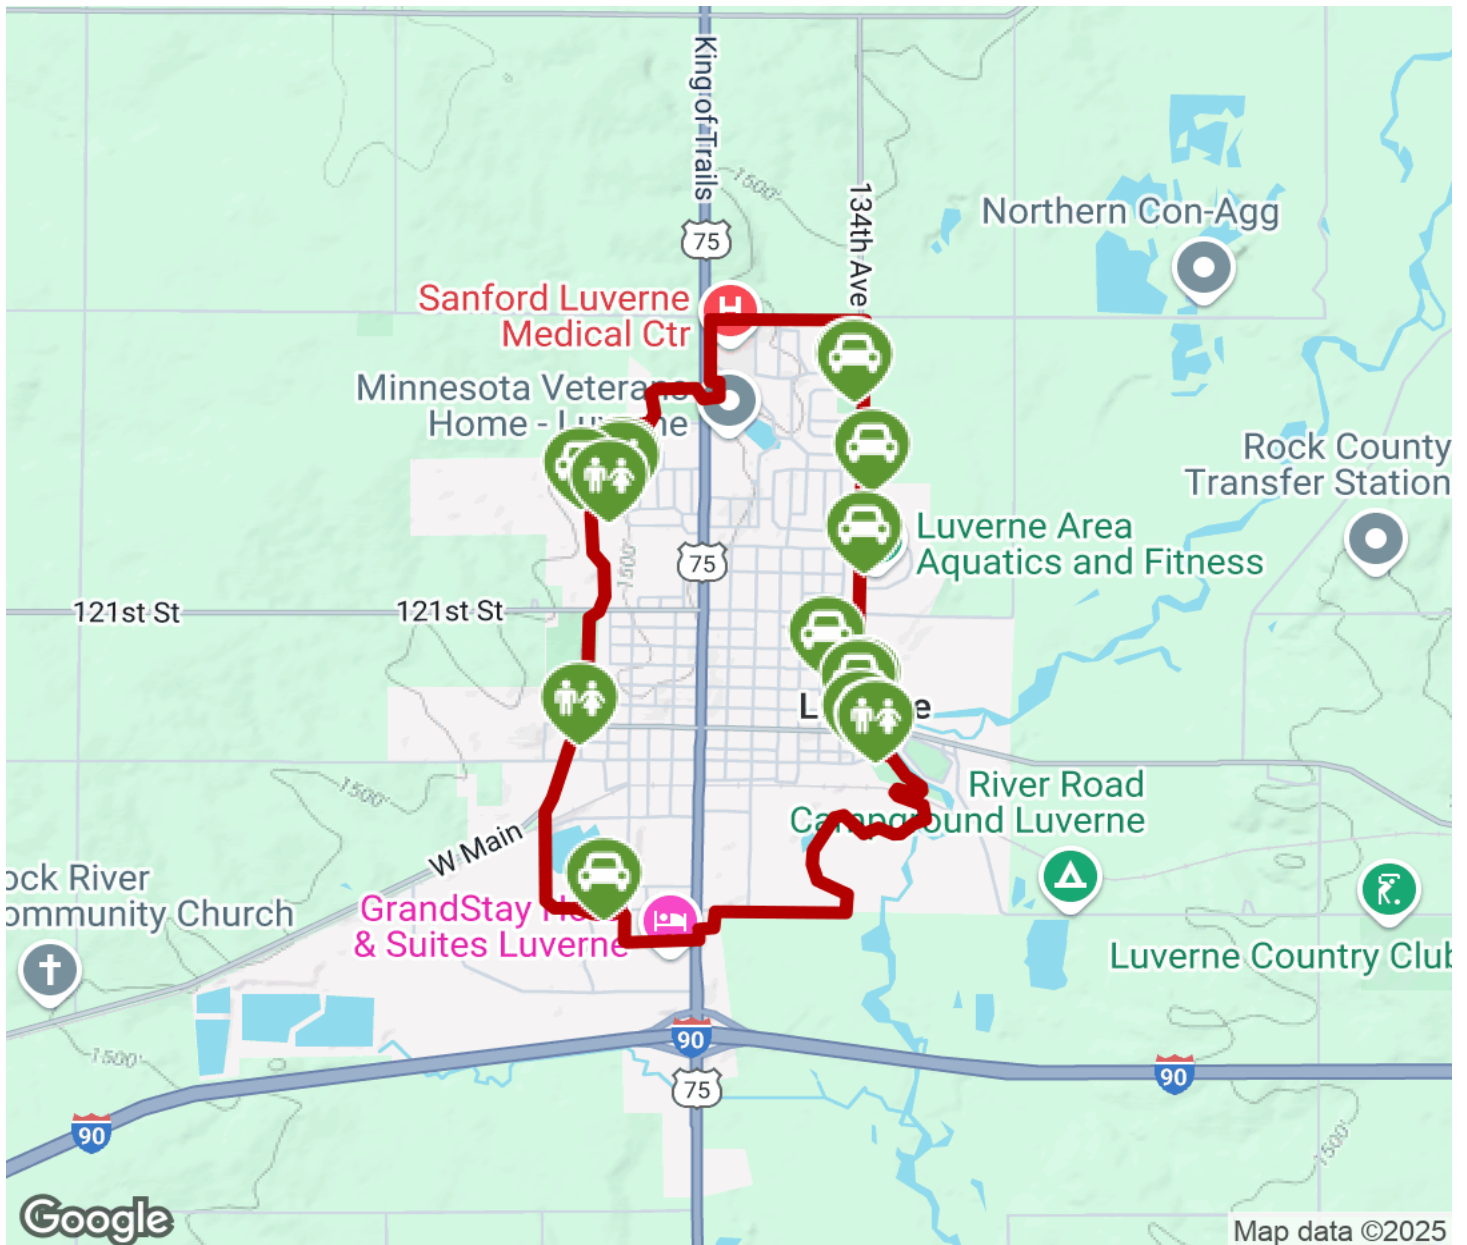 King of Trails
1500'
134th Ave
Northern Con-Agg
75
Sanford Luverne
Medical Ctr
H
Minnesota Veterans
Home - Luverne
Rock County
Transfer Station
Luverne Area
Aquatics and Fitness
75
1500'
121st St
121st St
River Road
Campground Luverne
1500'
W Main
ock River
ommunity Church
GrandStay Ho
& Suites Luverne
Luverne Country Club
90
1500'
75
90
90
1500'
Google
Map data ©2025